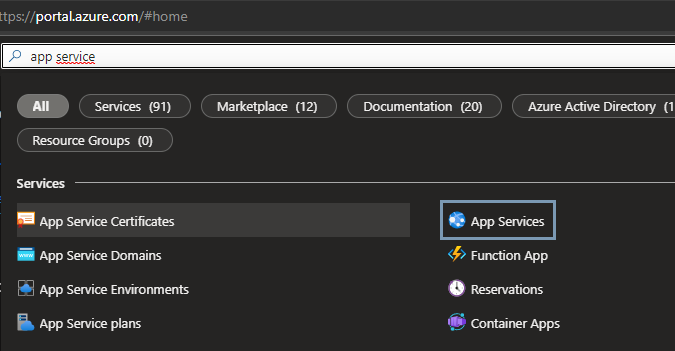 ttps://portal.azure.com/#home
app service
All
Services (91)
Marketplace (12)
Documentation (20)
Azure Active Directory (1
Resource Groups (0)
Services
App Service Certificates
App Services
App Service Domains
Function App
App Service Environments
Reservations
App Service plans
Container Apps